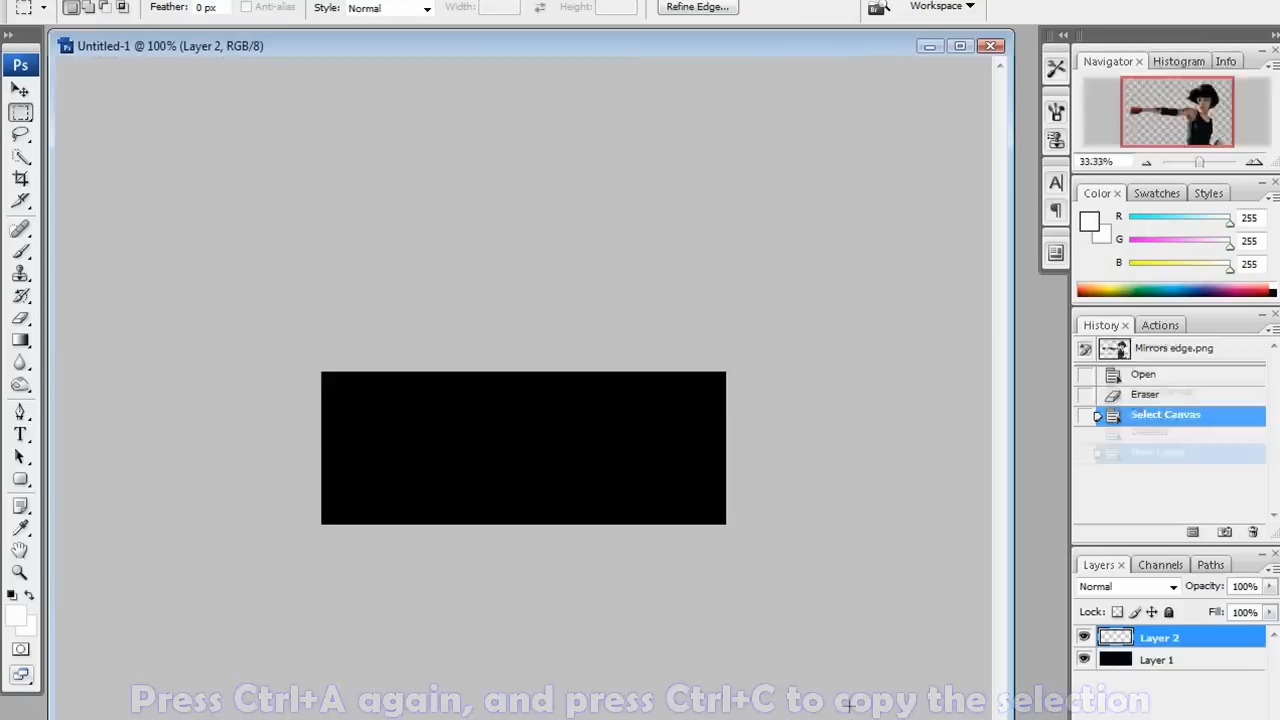 Feather: 0 px Anti-alias Style: Normal Width: Height: Refine Edge... Workspace
Ps Untitled-1 @ 100% (Layer 2, RGB/8)
Ps
Navigator Histogram Info
33.33%
Color Swatches Styles
R 255
G 255
B 255
History Actions
Mirrors edge.png
Open
Eraser
Select Canvas
Layers Channels Paths
Normal Opacity: 100%
Lock: Fill: 100%
Layer 2
Layer 1
Press Ctrl+A again, and press Ctrl+C to copy the selection